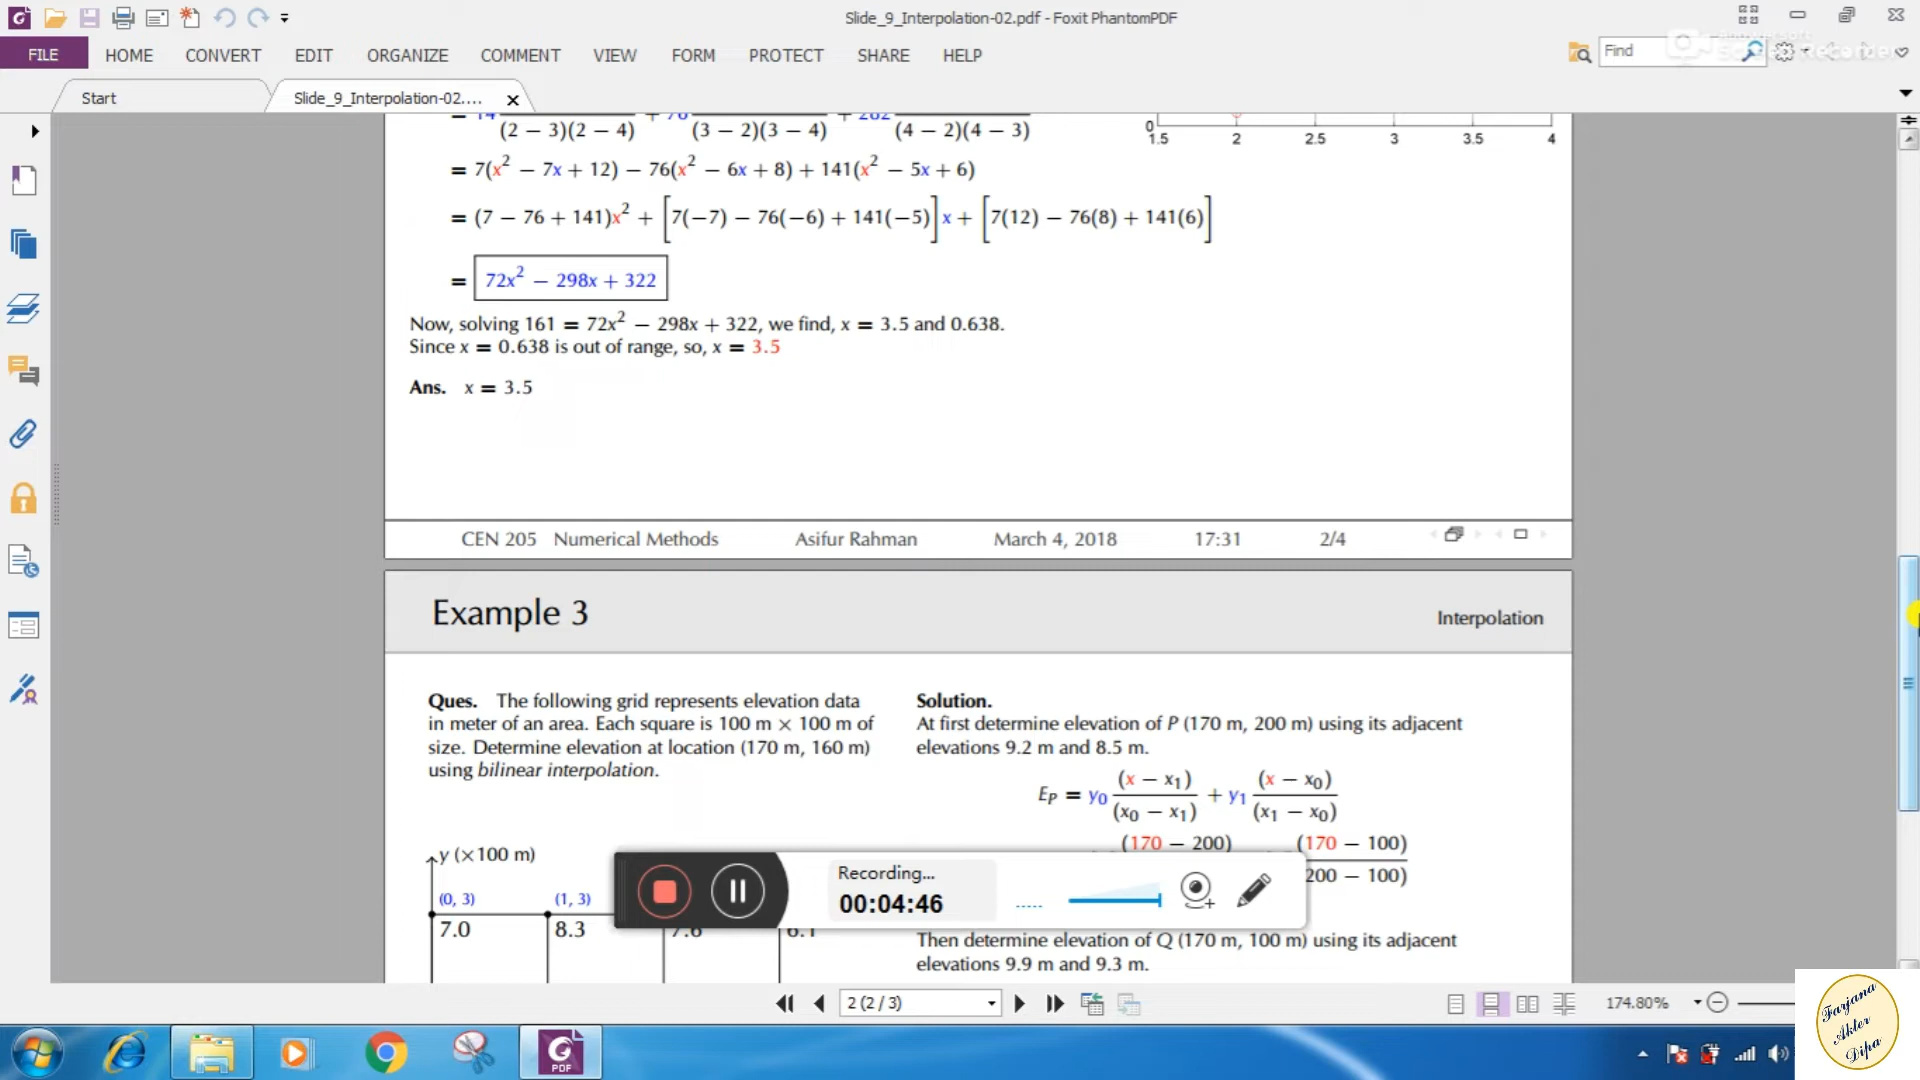 Slide_9_Interpolation-02.pdf - Foxit PhantomPDF
FILE HOME CONVERT EDIT ORGANIZE COMMENT VIEW FORM PROTECT SHARE HELP
Find
Start
Slide_9_Interpolation-02....
(2 − 3)(2 − 4) (3 − 2)(3 − 4) (4 − 2)(4 − 3)
= 7(x² − 7x + 12) − 76(x² − 6x + 8) + 141(x² − 5x + 6)
= (7 − 76 + 141)x² + [7(−7) − 76(−6) + 141(−5)]x + [7(12) − 76(8) + 141(6)]
= 72x² − 298x + 322
0
1.5 2 2.5 3 3.5 4
Now, solving 161 = 72x² − 298x + 322, we find, x = 3.5 and 0.638.
Since x = 0.638 is out of range, so, x = 3.5
Ans. x = 3.5
CEN 205 Numerical Methods Asifur Rahman March 4, 2018 17:31 2/4
Example 3
Interpolation
Ques. The following grid represents elevation data
in meter of an area. Each square is 100 m × 100 m of
size. Determine elevation at location (170 m, 160 m)
using bilinear interpolation.
y (×100 m)
(0, 3) (1, 3)
7.0 8.3
Solution.
At first determine elevation of P (170 m, 200 m) using its adjacent
elevations 9.2 m and 8.5 m.
E_P = y₀ (x − x₁)/(x₀ − x₁) + y₁ (x − x₀)/(x₁ − x₀)
(170 − 200) (170 − 100)
200 − 100)
Then determine elevation of Q (170 m, 100 m) using its adjacent
elevations 9.9 m and 9.3 m.
Recording...
00:04:46
2 (2 / 3)
174.80%
PDF
Farjana
Akter
Dipa